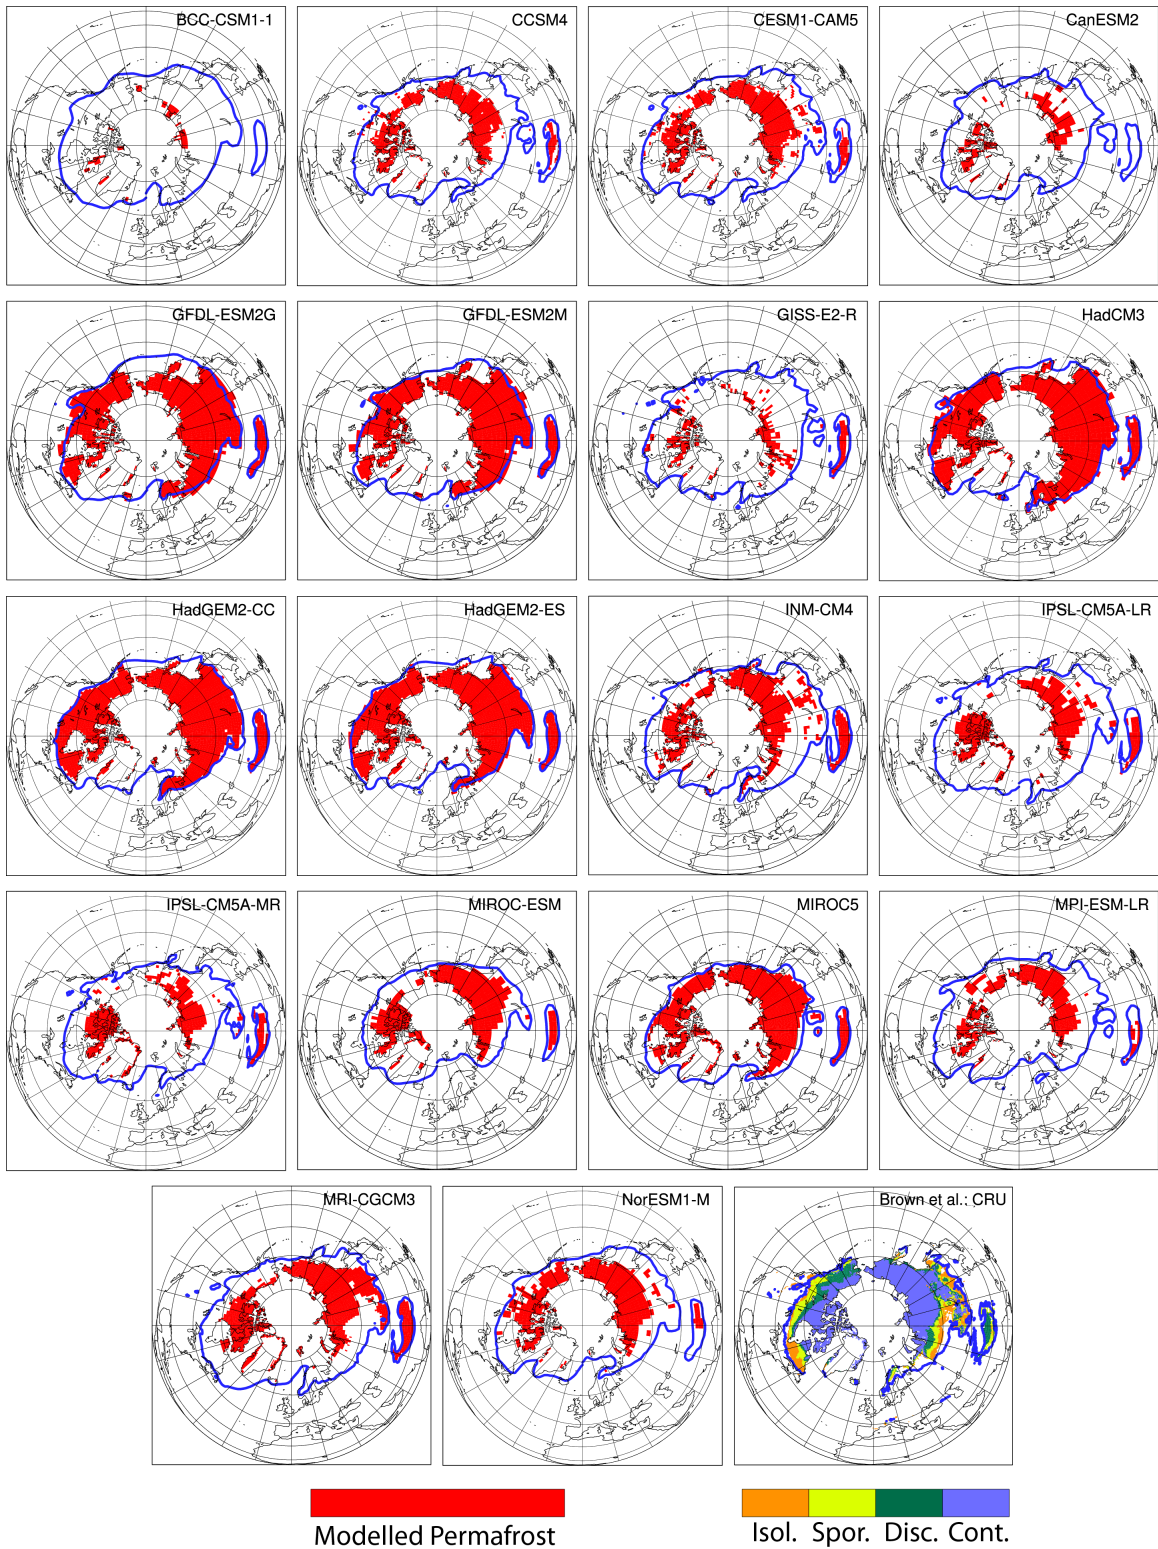 BCC-CSM1-1
CCSM4
CESM1-CAM5
CanESM2
GFDL-ESM2G
GFDL-ESM2M
GISS-E2-R
HadCM3
HadGEM2-CC
HadGEM2-ES
INM-CM4
IPSL-CM5A-LR
IPSL-CM5A-MR
MIROC-ESM
MIROC5
MPI-ESM-LR
MRI-CGCM3
NorESM1-M
Brown et al.: CRU
Modelled Permafrost
Isol. Spor. Disc. Cont.